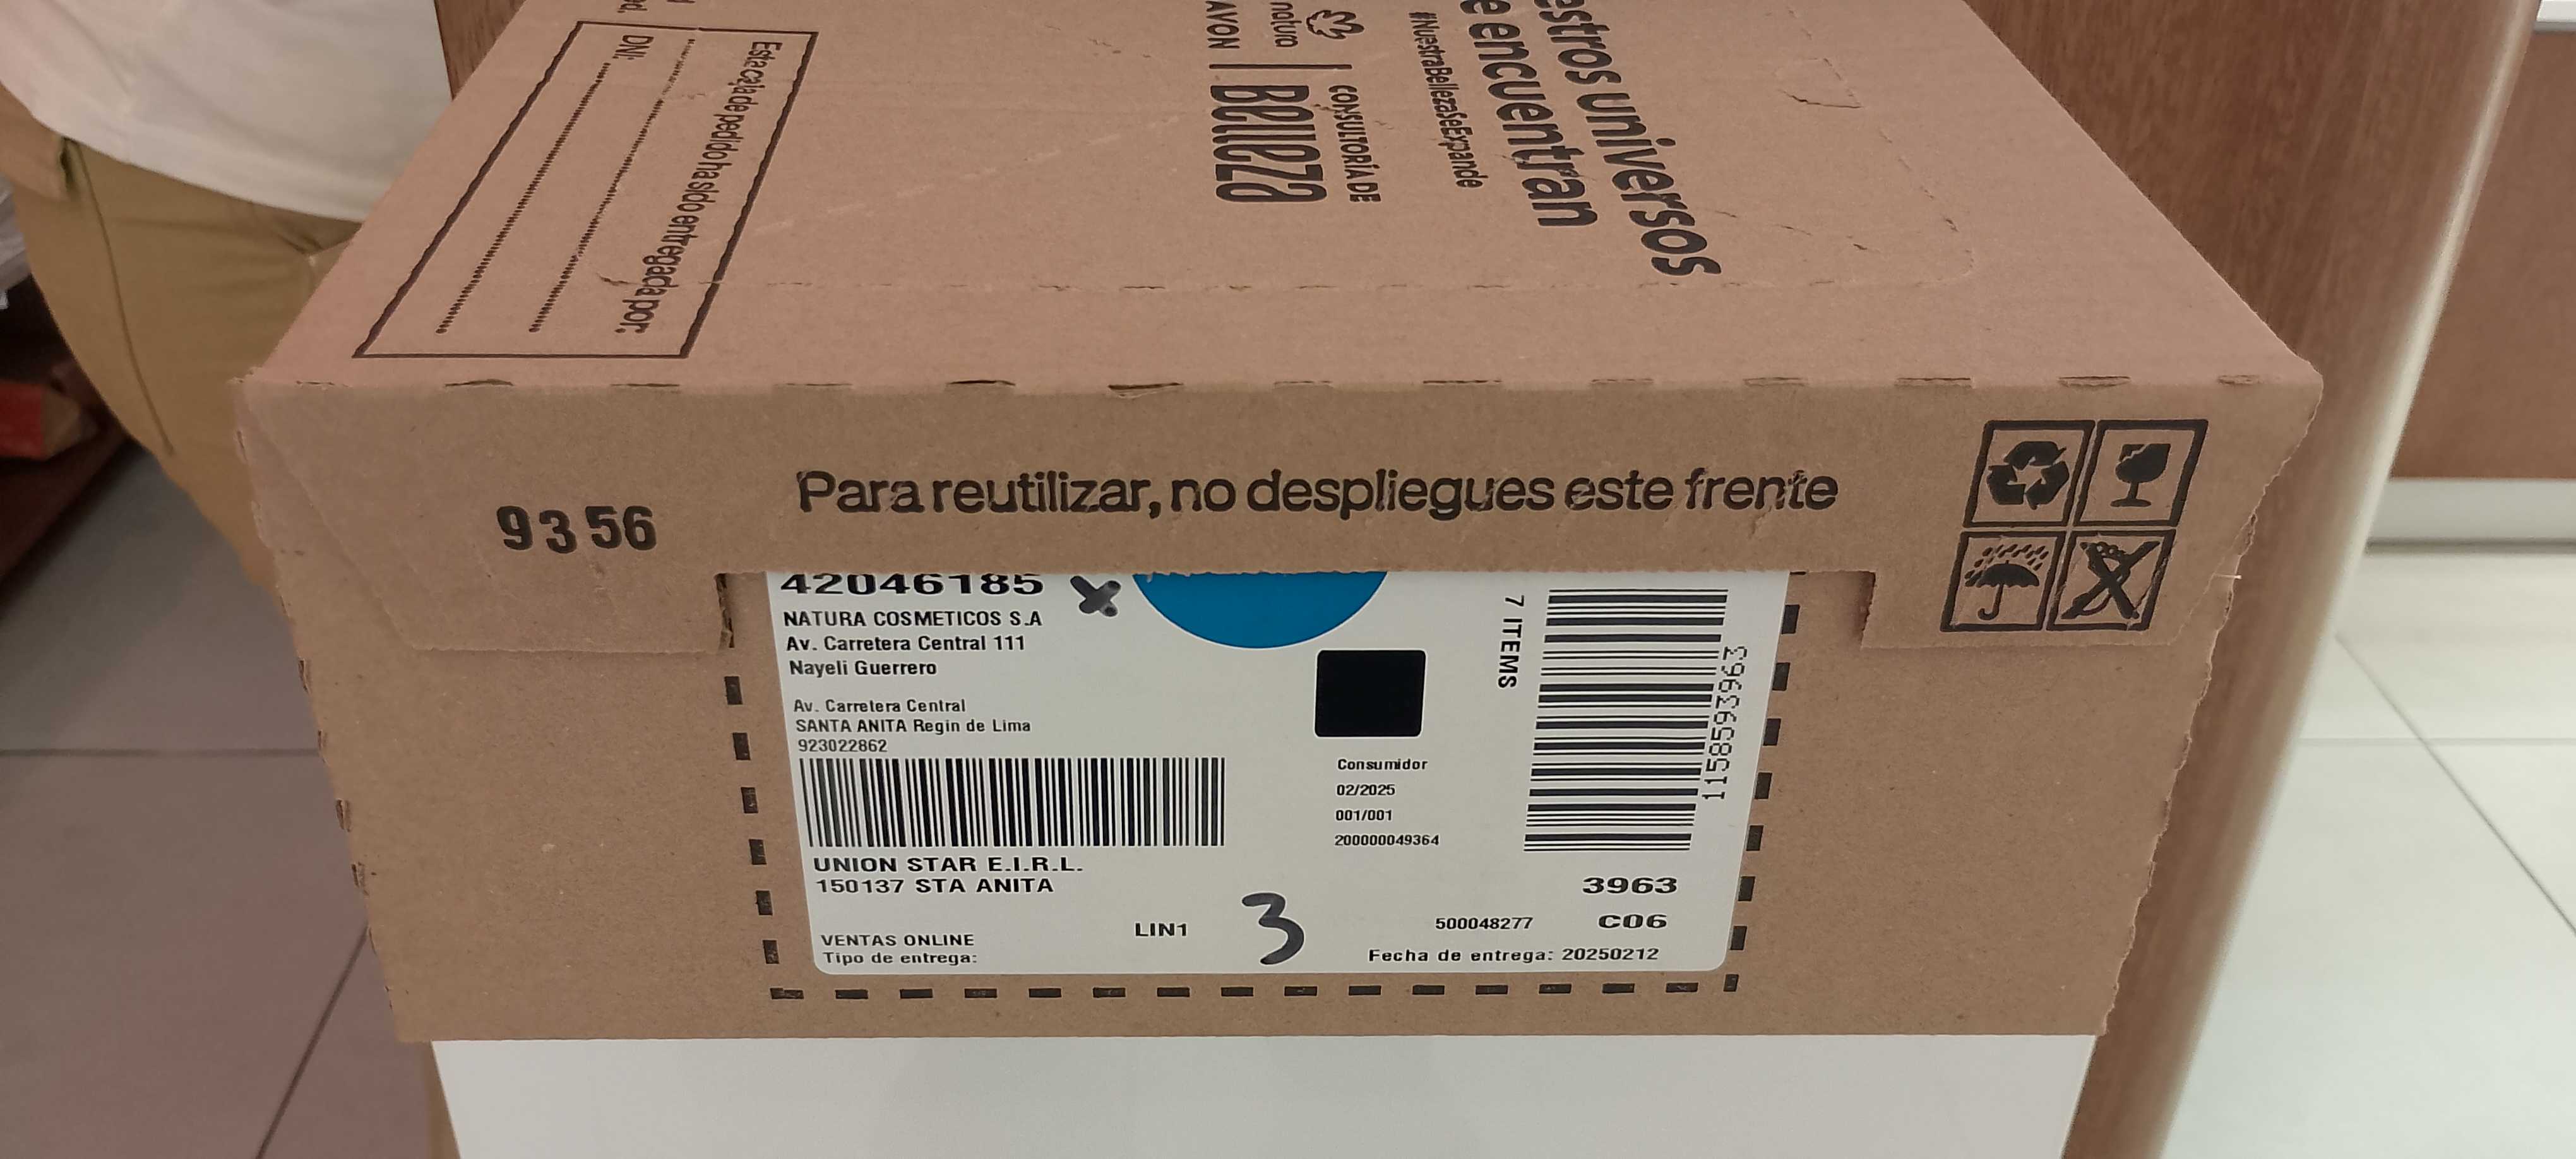 Esta caja de pedido ha sido entregada por:
DNI:
AVON
natura
CONSULTORÍA DE
Belleza
#NuestraBellezaSeExpande
encuentran
universos
Para reutilizar, no despliegues este frente
9356
42046185
NATURA COSMETICOS S.A
Av. Carretera Central 111
Nayeli Guerrero
Av. Carretera Central
SANTA ANITA Regin de Lima
923022862
UNION STAR E.I.R.L.
150137 STA ANITA
VENTAS ONLINE
Tipo de entrega:
LIN1
3
Consumidor
02/2025
001/001
200000049364
7 ITEMS
1158593963
3963
500048277 C06
Fecha de entrega: 20250212